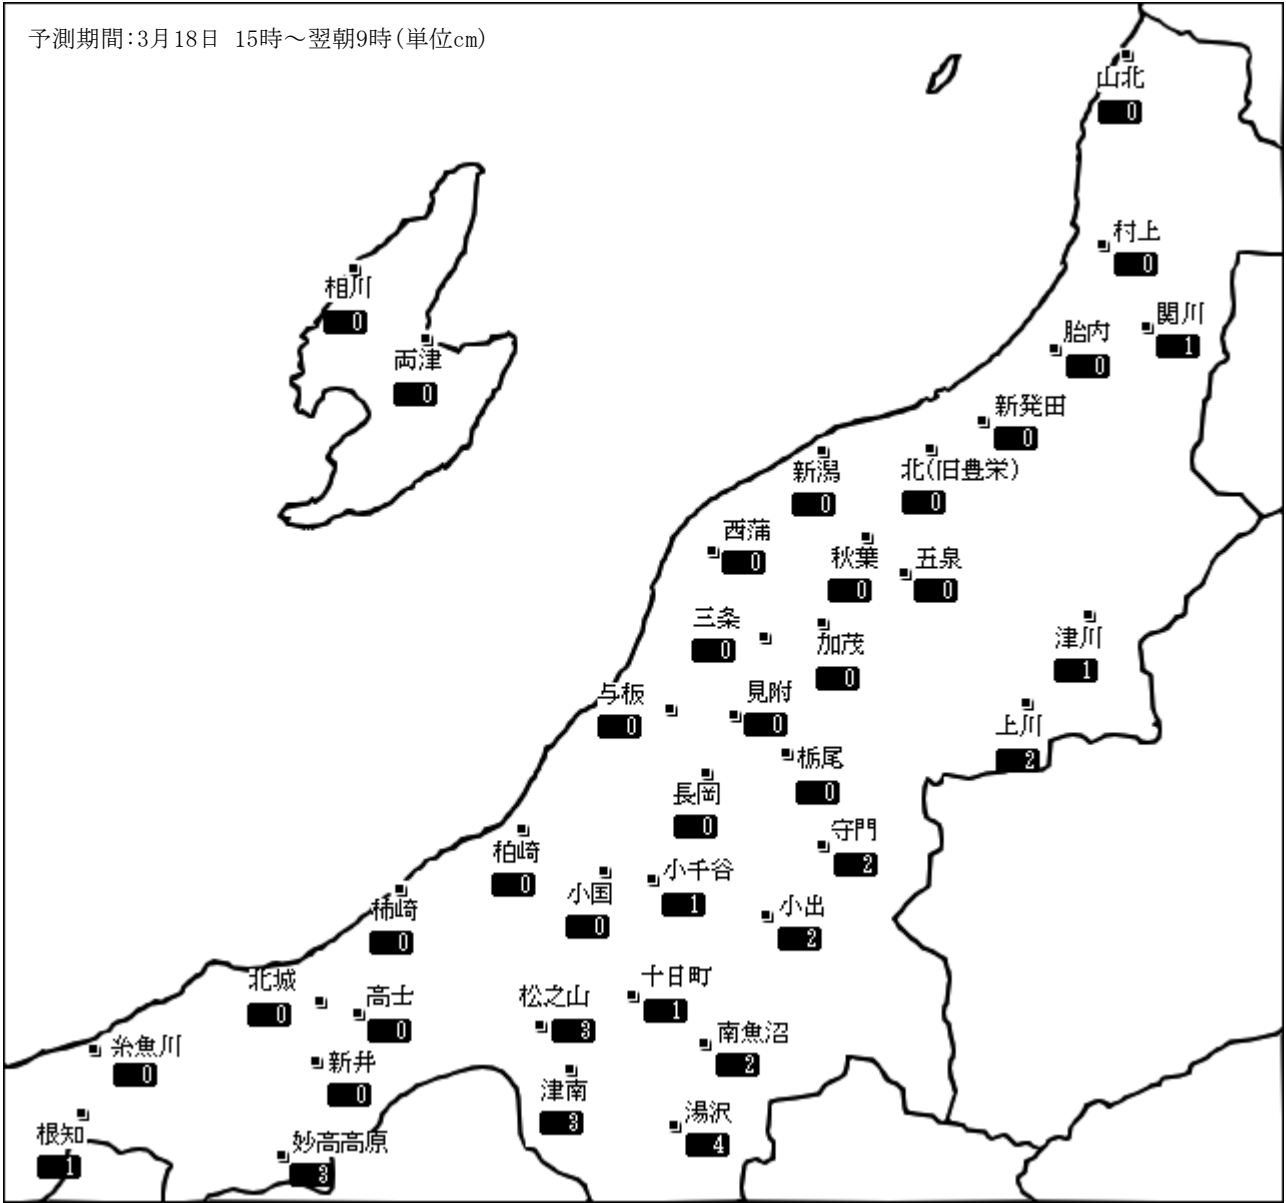 予測期間:3月18日 15時～翌朝9時(単位cm)
山北
0
村上
0
相川
0
関川
1
胎内
0
両津
0
新発田
0
新潟
0
北(旧豊栄)
0
西蒲
0
秋葉
0
五泉
0
三条
0
加茂
0
津川
1
与板
0
見附
0
上川
2
栃尾
0
長岡
0
守門
2
柏崎
0
小国
0
小千谷
1
小出
2
柿崎
0
北城
0
高士
0
松之山
3
十日町
1
南魚沼
2
糸魚川
0
新井
0
津南
3
湯沢
4
根知
1
妙高高原
3